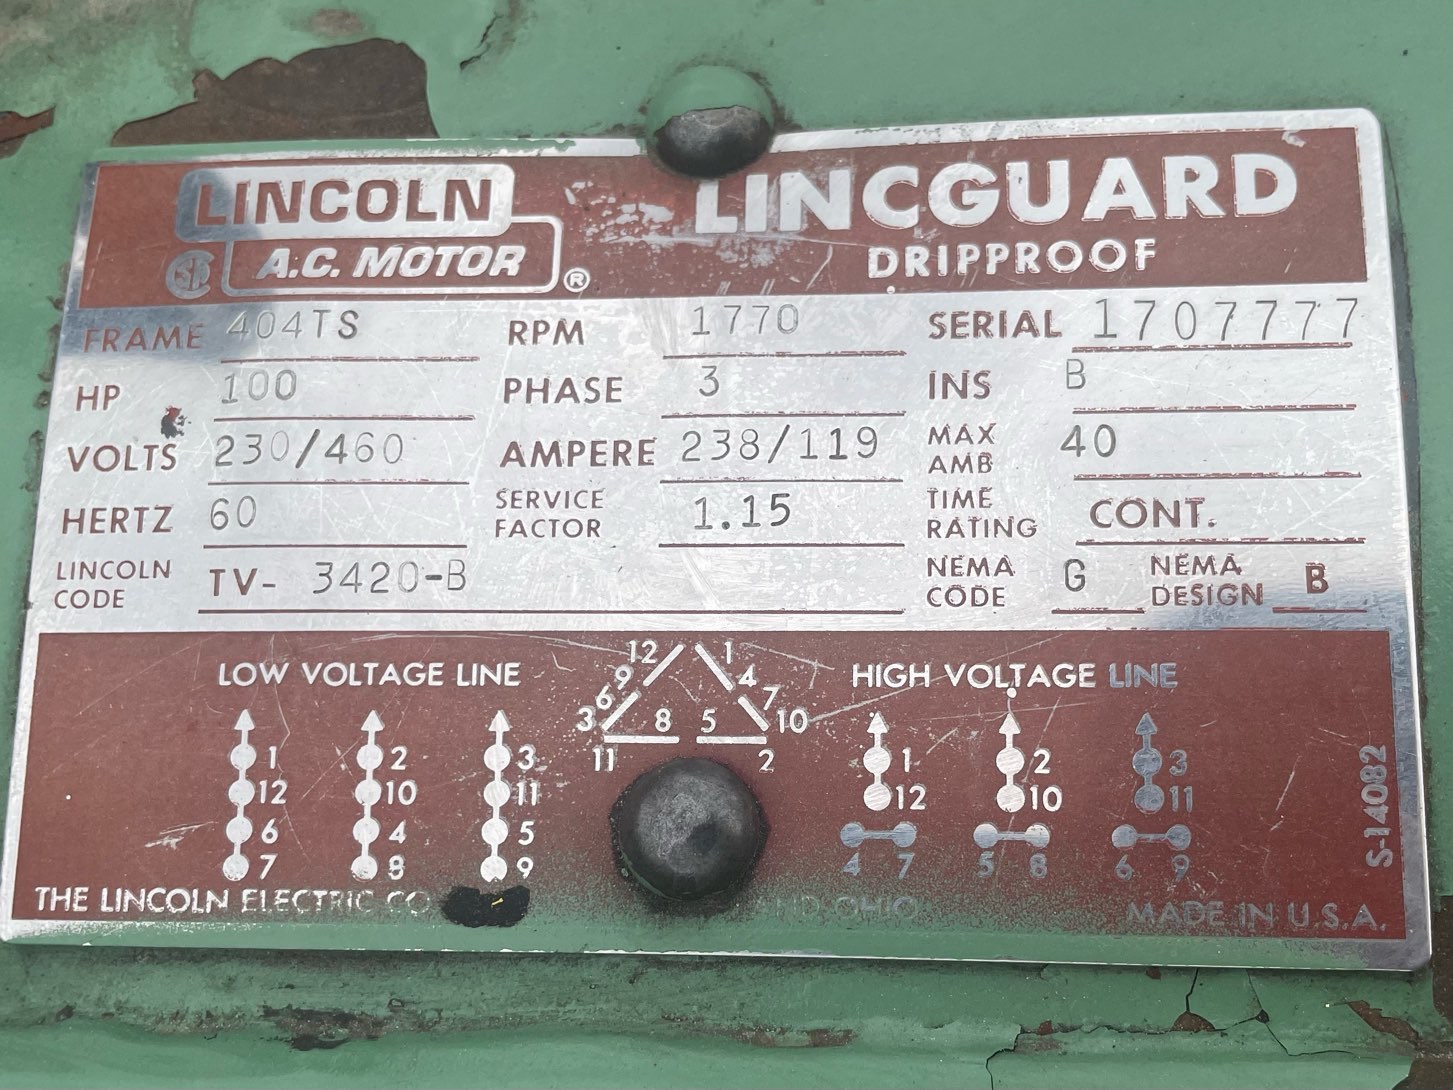 LINCOLN LINCGUARD
SA A.C. MOTOR ® DRIPPROOF
FRAME 404TS RPM 1770 SERIAL 1707777
HP 100 PHASE 3 INS B
VOLTS 230/460 AMPERE 238/119 MAX AMB 40
HERTZ 60 SERVICE FACTOR 1.15 TIME RATING CONT.
LINCOLN CODE TV- 3420-B NEMA CODE G NEMA DESIGN B
LOW VOLTAGE LINE
1 2 3
12 10 11
6 4 5
7 8 9
12 1
9 4
6 7
3 8 5 10
11 2
HIGH VOLTAGE LINE
1 2 3
12 10 11
4 7 5 8 6 9
S-14082
THE LINCOLN ELECTRIC CO OHIO MADE IN U.S.A.